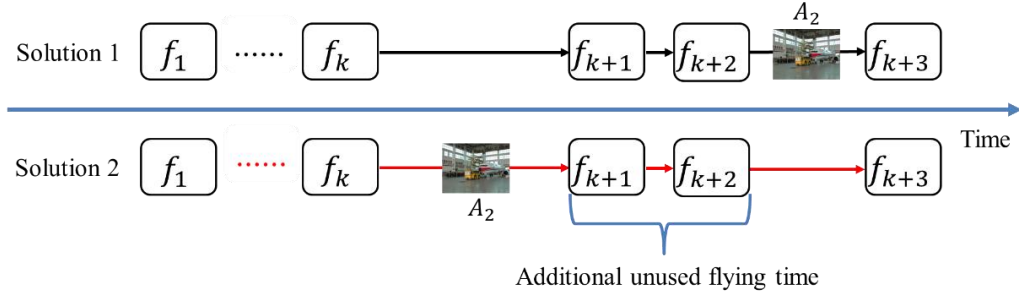 A₂
Solution 1 f₁ ...... fₖ fₖ₊₁ fₖ₊₂ fₖ₊₃
Time
Solution 2 f₁ ...... fₖ fₖ₊₁ fₖ₊₂ fₖ₊₃
A₂
Additional unused flying time